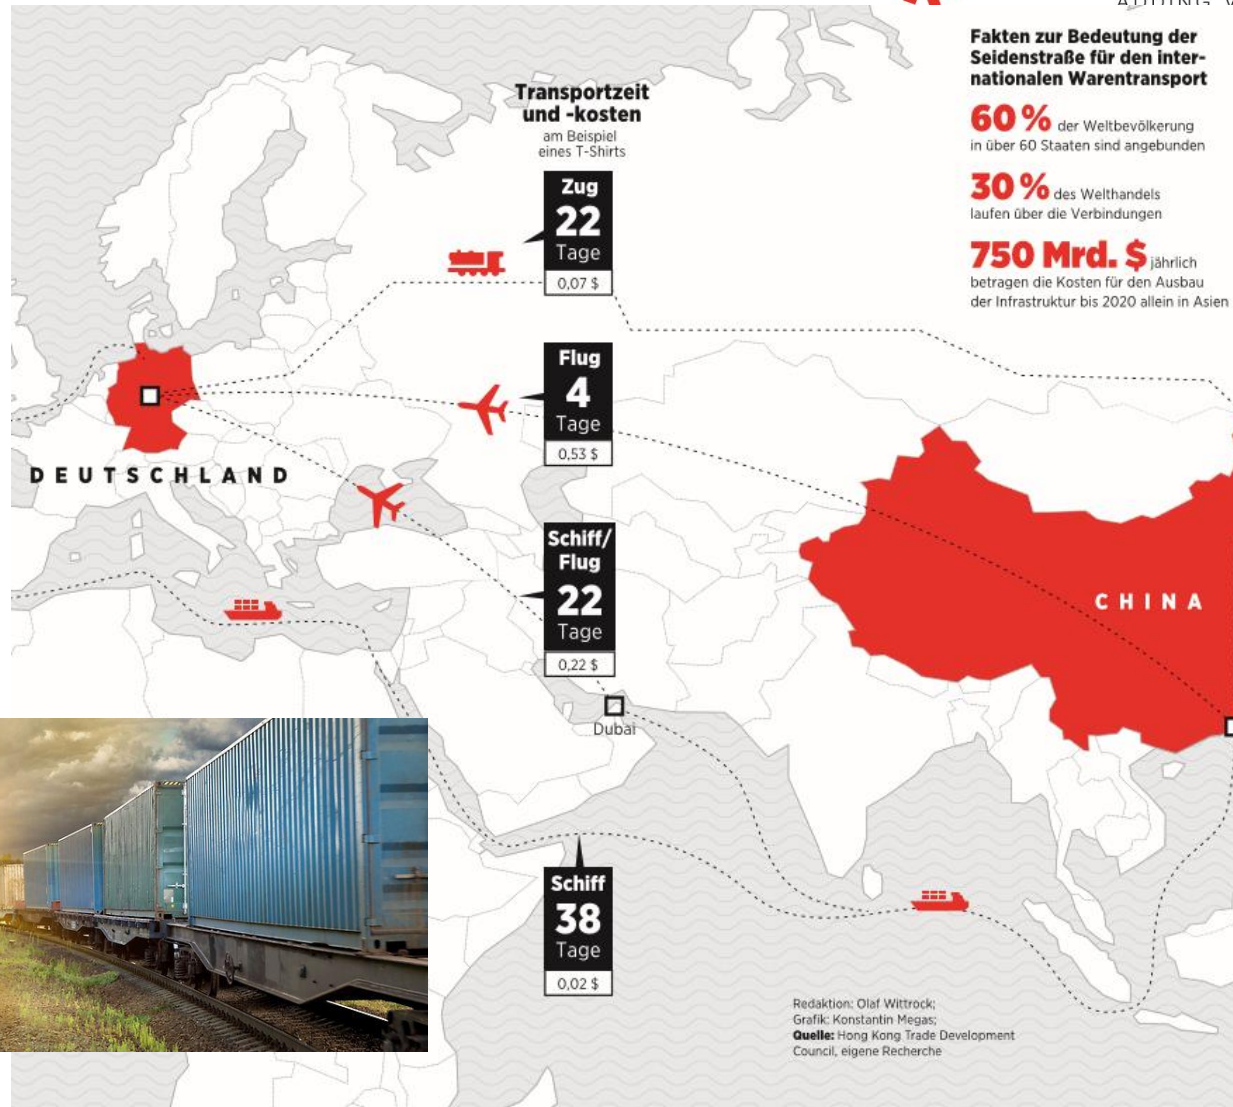 Fakten zur Bedeutung der
Seidenstraße für den inter-
nationalen Warentransport
60 % der Weltbevölkerung
in über 60 Staaten sind angebunden
30 % des Welthandels
laufen über die Verbindungen
750 Mrd. $ jährlich
betragen die Kosten für den Ausbau
der Infrastruktur bis 2020 allein in Asien
Transportzeit
und -kosten
am Beispiel
eines T-Shirts
Zug
22
Tage
0,07 $
Flug
4
Tage
0,53 $
DEUTSCHLAND
Schiff/
Flug
22
Tage
0,22 $
CHINA
Dubai
Schiff
38
Tage
0,02 $
Redaktion: Olaf Wittrock;
Grafik: Konstantin Megas;
Quelle: Hong Kong Trade Development
Council, eigene Recherche